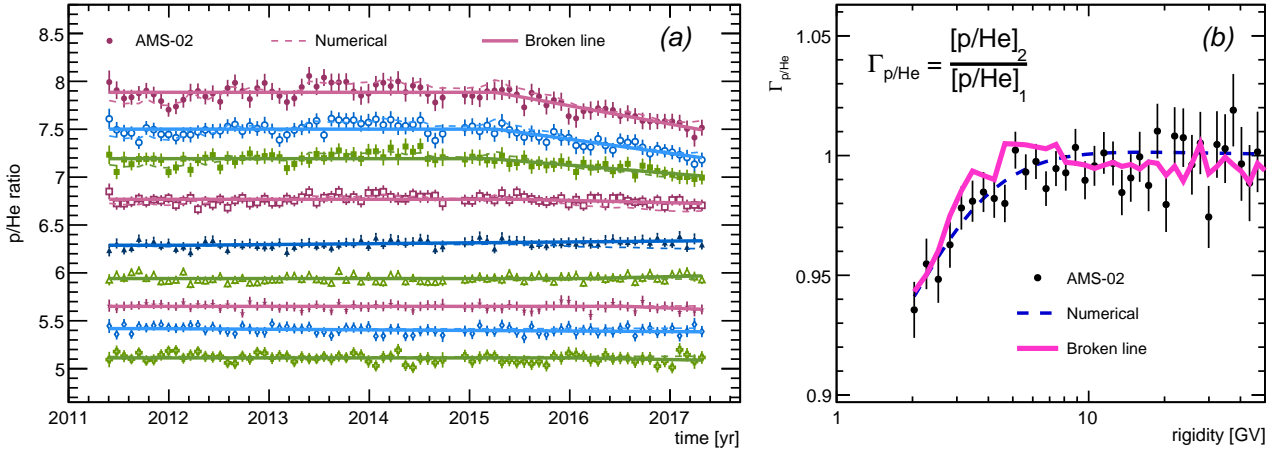 AMS-02 Numerical Broken line (a)
8.5
8
7.5
7
6.5
6
5.5
5
p/He ratio
2011 2012 2013 2014 2015 2016 2017
time [yr]
(b)
Γp/He = [p/He]2
[p/He]1
1.05
1
0.95
0.9
Γp/He
AMS-02
Numerical
Broken line
1 10
rigidity [GV]